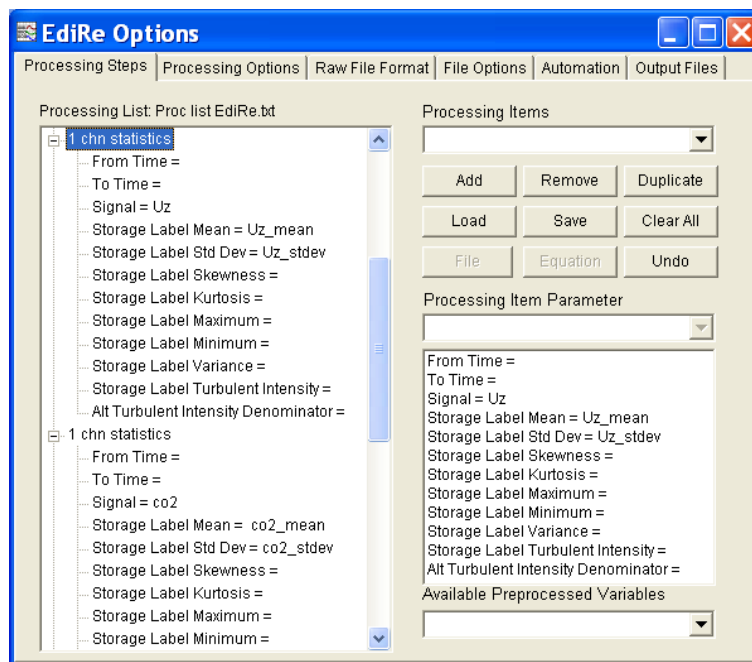 EdiRe Options
Processing Steps
Processing Options
Raw File Format
File Options
Automation
Output Files
Processing List: Proc list EdiRe.txt
1 chn statistics
From Time =
To Time =
Signal = Uz
Storage Label Mean = Uz_mean
Storage Label Std Dev = Uz_stdev
Storage Label Skewness =
Storage Label Kurtosis =
Storage Label Maximum =
Storage Label Minimum =
Storage Label Variance =
Storage Label Turbulent Intensity =
Alt Turbulent Intensity Denominator =
1 chn statistics
From Time =
To Time =
Signal = co2
Storage Label Mean = co2_mean
Storage Label Std Dev = co2_stdev
Storage Label Skewness =
Storage Label Kurtosis =
Storage Label Maximum =
Storage Label Minimum =
Processing Items
Add
Remove
Duplicate
Load
Save
Clear All
File
Equation
Undo
Processing Item Parameter
From Time =
To Time =
Signal = Uz
Storage Label Mean = Uz_mean
Storage Label Std Dev = Uz_stdev
Storage Label Skewness =
Storage Label Kurtosis =
Storage Label Maximum =
Storage Label Minimum =
Storage Label Variance =
Storage Label Turbulent Intensity =
Alt Turbulent Intensity Denominator =
Available Preprocessed Variables